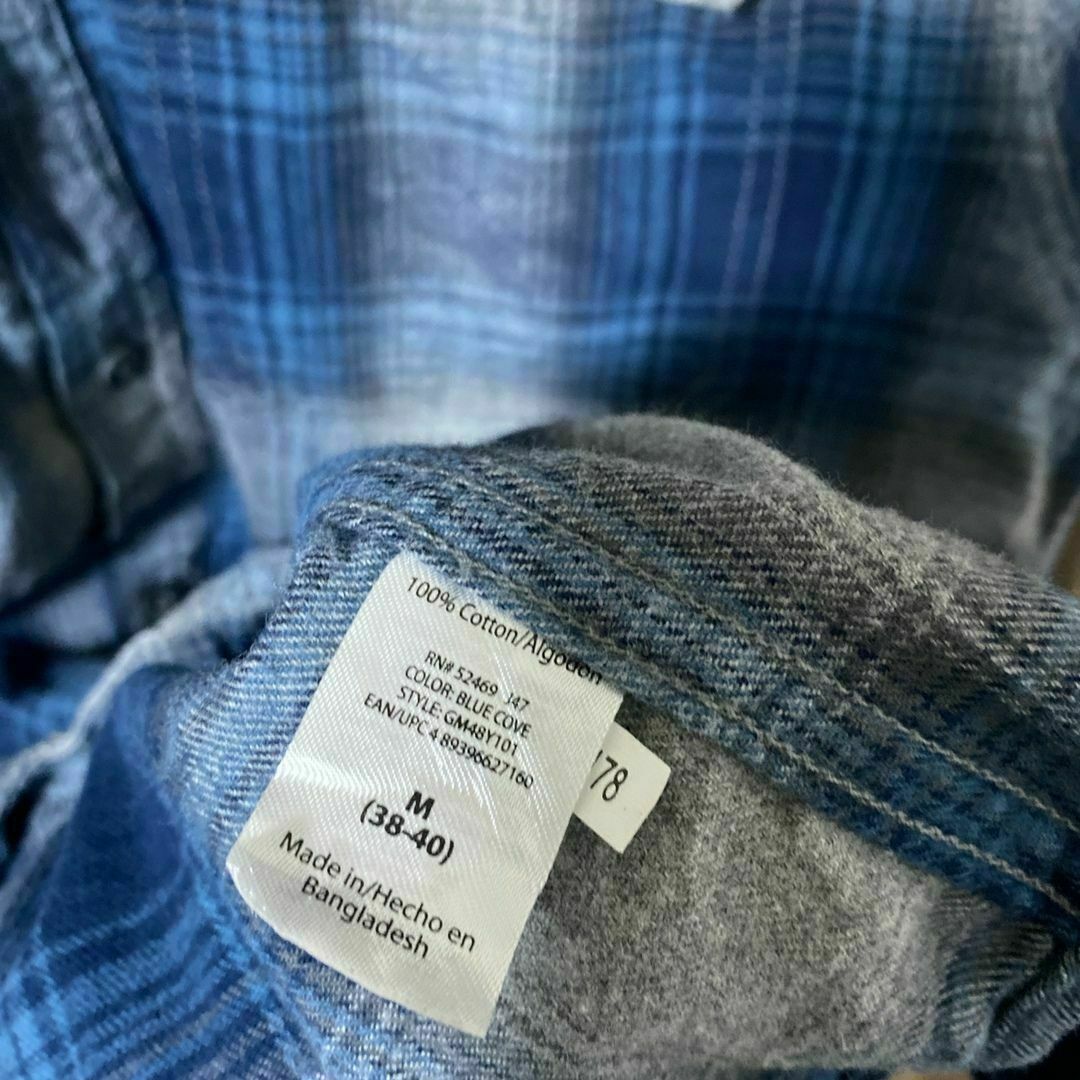 100% Cotton/Algodón
RN# 52469 J47
COLOR: BLUE COVE
STYLE: GM48Y101
EAN/UPC 4 89396627160
M
(38-40)
Made in/Hecho en
Bangladesh
78